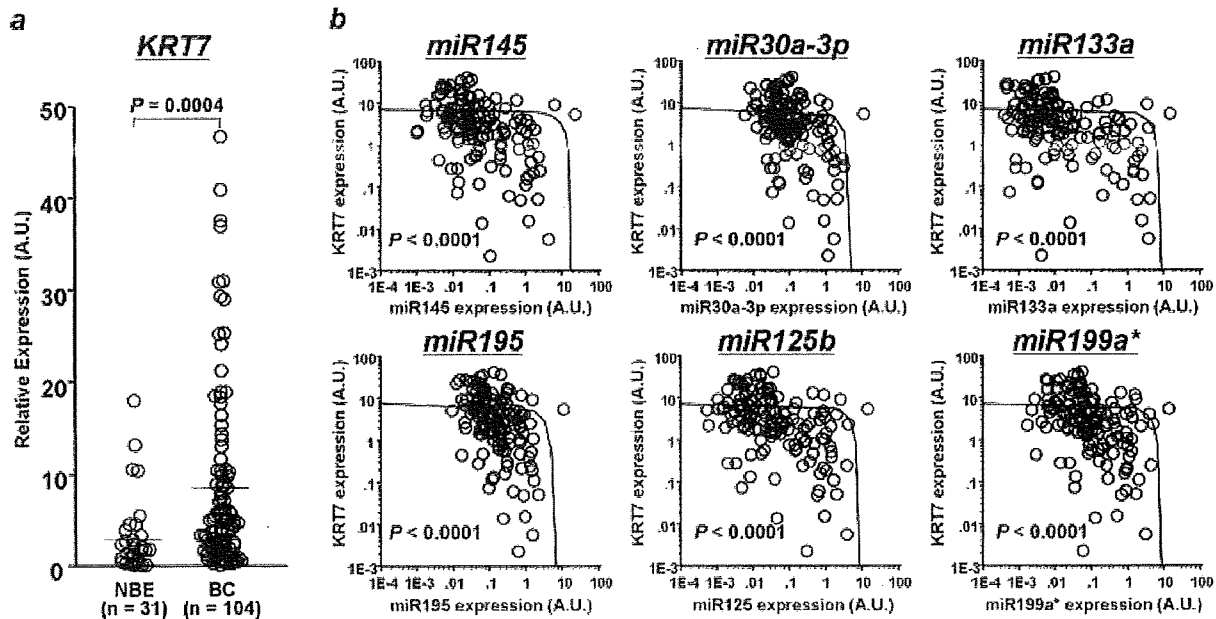 a
KRT7
P = 0.0004
Relative Expression (A.U.)
50
40
30
20
10
0
NBE
(n = 31)
BC
(n = 104)
b
miR145
KRT7 expression (A.U.)
100
10
1
.1
.01
1E-3
P < 0.0001
1E-4 1E-3 .01 .1 1 10 100
miR145 expression (A.U.)
miR30a-3p
KRT7 expression (A.U.)
100
10
1
.1
.01
1E-3
P < 0.0001
1E-4 1E-3 .01 .1 1 10 100
miR30a-3p expression (A.U.)
miR133a
KRT7 expression (A.U.)
100
10
1
.1
.01
1E-3
P < 0.0001
1E-4 1E-3 .01 .1 1 10 100
miR133a expression (A.U.)
miR195
KRT7 expression (A.U.)
100
10
1
.1
.01
1E-3
P < 0.0001
1E-4 1E-3 .01 .1 1 10 100
miR195 expression (A.U.)
miR125b
KRT7 expression (A.U.)
100
10
1
.1
.01
1E-3
P < 0.0001
1E-4 1E-3 .01 .1 1 10 100
miR125 expression (A.U.)
miR199a*
KRT7 expression (A.U.)
100
10
1
.1
.01
1E-3
P < 0.0001
1E-4 1E-3 .01 .1 1 10 100
miR199a* expression (A.U.)